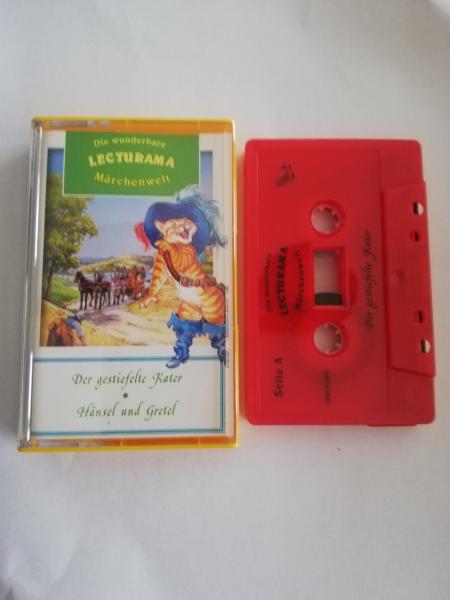 Die wunderbare
LECTURAMA
Märchenwelt
Der gestiefelte Kater
Hänsel und Gretel
Die wunderbare
LECTURAMA
Märchenwelt
Seite A
Der gestiefelte Kater